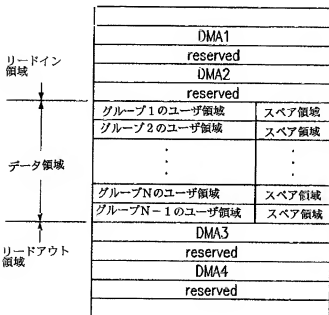 DMA1
reserved
リードイン
領域
DMA2
reserved
グループ1のユーザ領域 スペア領域
グループ2のユーザ領域 スペア領域
データ領域
グループNのユーザ領域 スペア領域
グループN-1のユーザ領域 スペア領域
リードアウト
領域
DMA3
reserved
DMA4
reserved